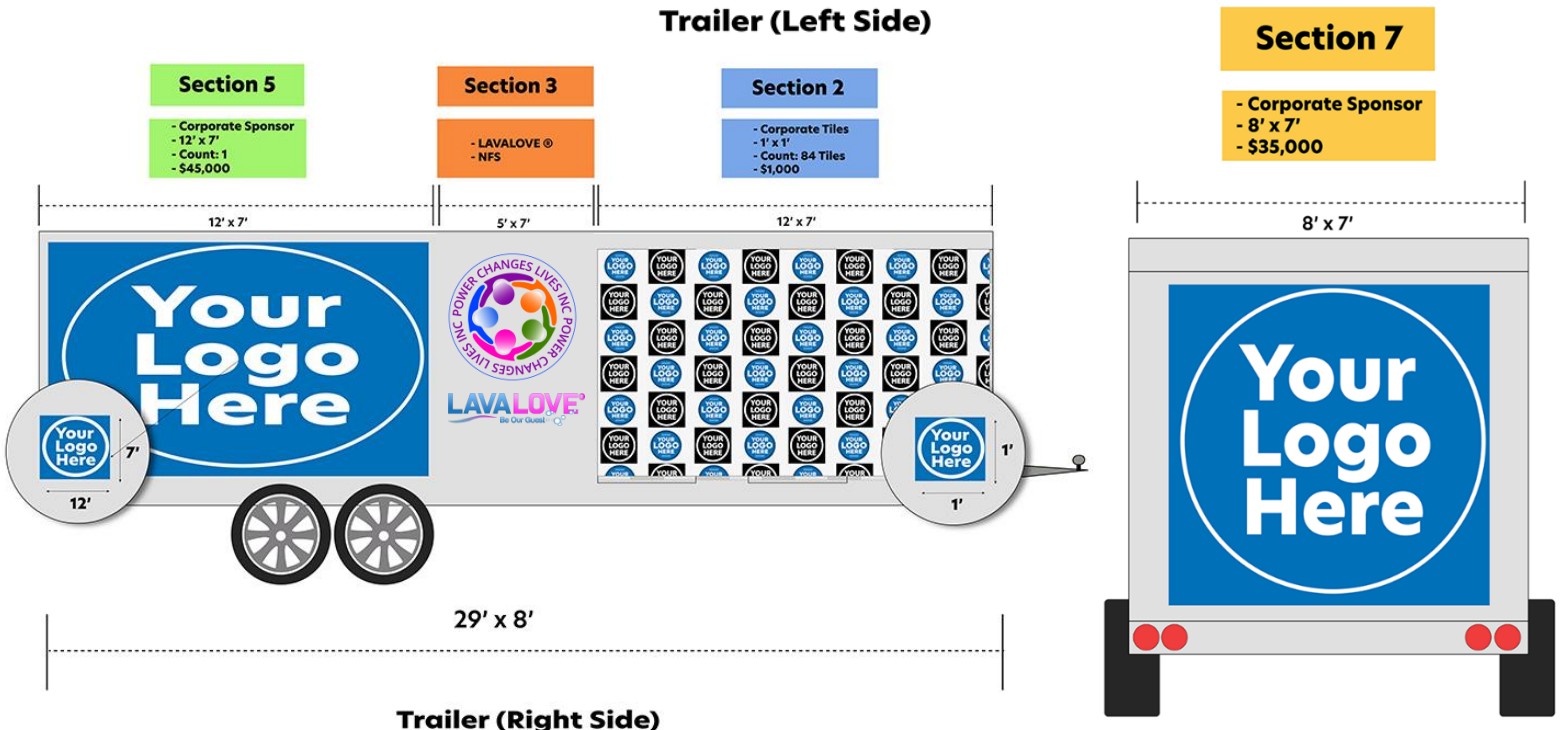 Trailer (Left Side)
Section 5
- Corporate Sponsor
- 12' x 7'
- Count: 1
- $45,000
Section 3
- LAVALOVE ®
- NFS
Section 2
- Corporate Tiles
- 1' x 1'
- Count: 84 Tiles
- $1,000
Section 7
- Corporate Sponsor
- 8' x 7'
- $35,000
12' x 7'
5' x 7'
12' x 7'
8' x 7'
Your
Logo
Here
POWER CHANGES LIVES INC POWER CHANGES LIVES INC
LAVALOVE
Be Our Guest
YOUR LOGO HERE
Your
Logo
Here
7'
12'
Your
Logo
Here
1'
1'
Your
Logo
Here
29' x 8'
Trailer (Right Side)